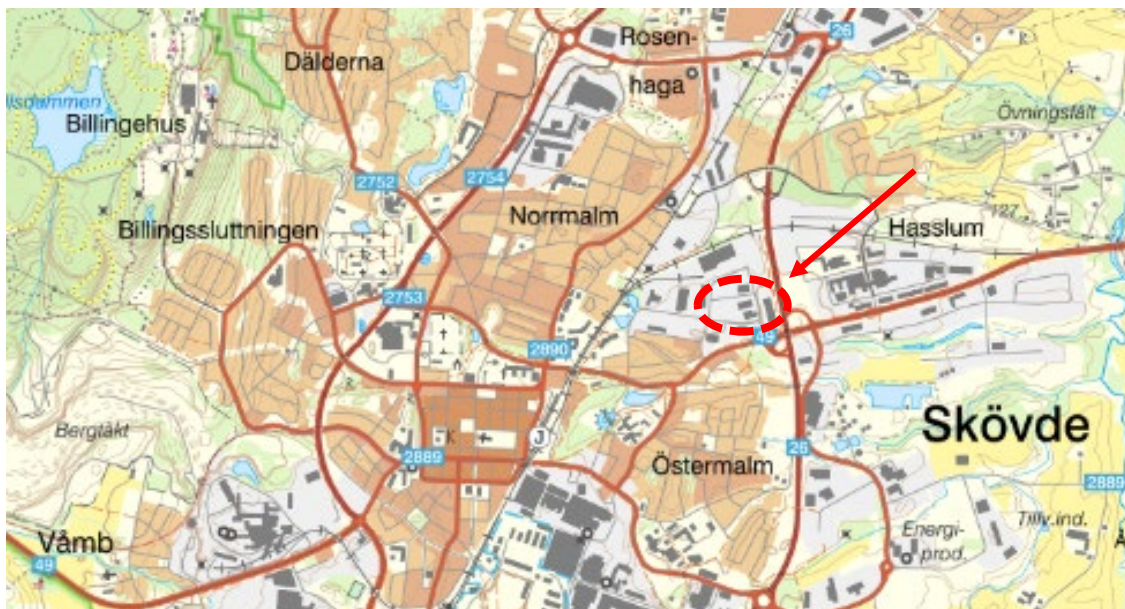 Rosen-
haga
26
Dälderna
Billingehus
Övningsfält
2752
2754
Norrmalm
127
Billingssluttningen
Hasslum
2753
49
2890
Skövde
Bergtäkt
K
J
2889
Östermalm
26
2889
Energi-
prod.
Tillv.ind.
Våmb
49